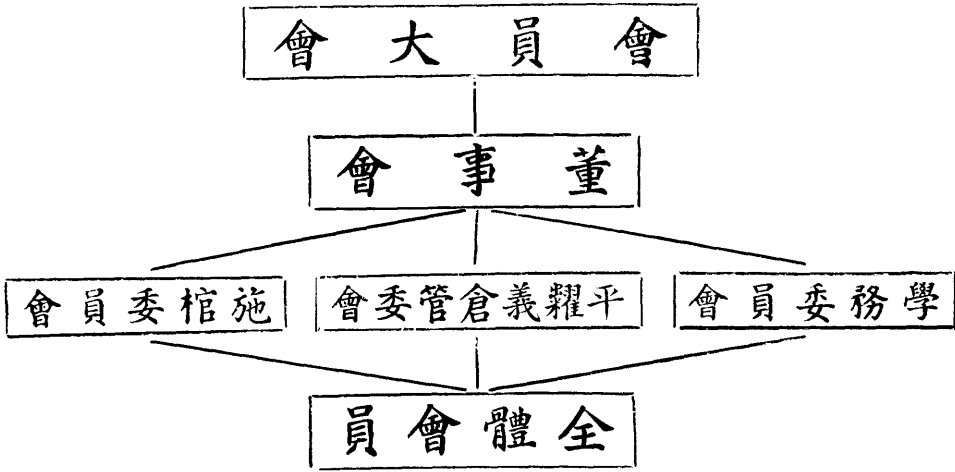 會員大會
董事會
學務委員會
平糶義倉管委會
施棺委員會
全體會員